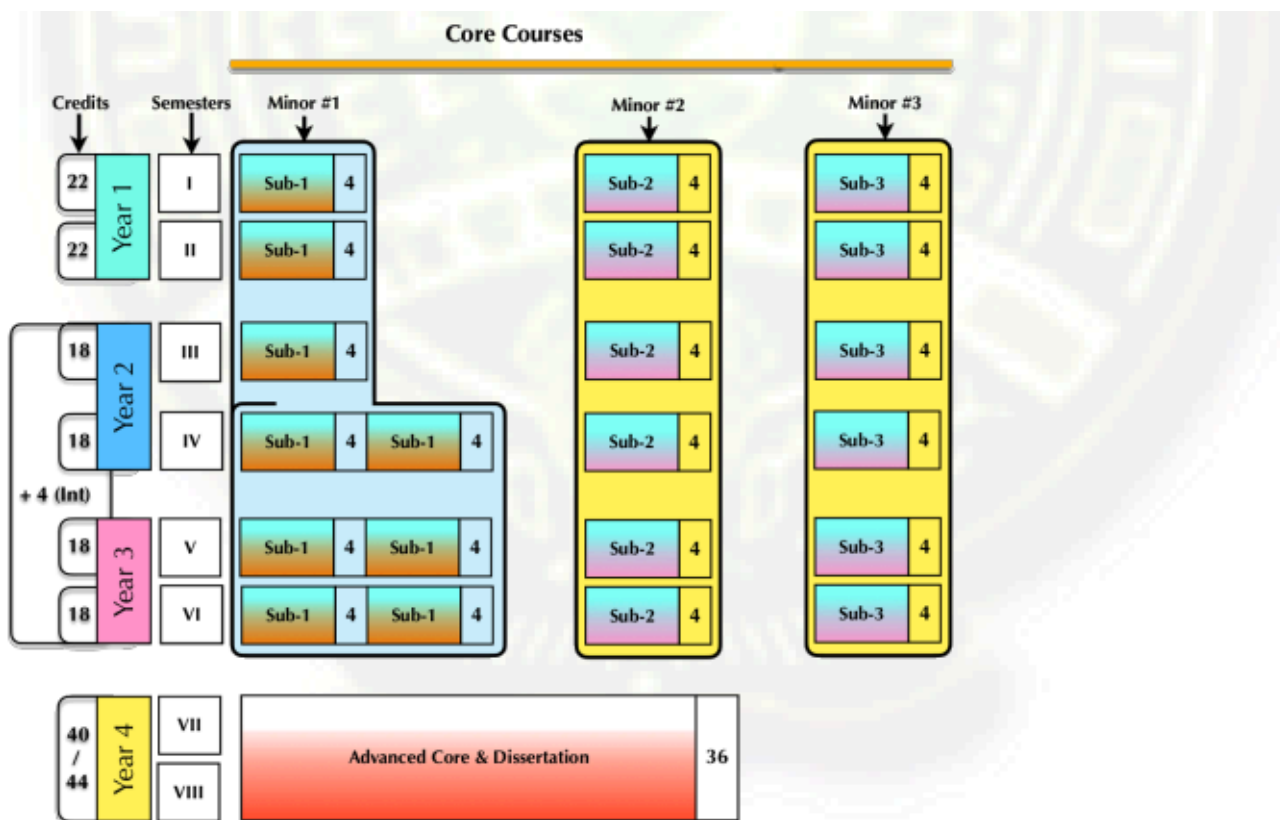 Core Courses
Credits Semesters Minor #1 Minor #2 Minor #3
22 Year 1 I Sub-1 4 Sub-2 4 Sub-3 4
22 II Sub-1 4 Sub-2 4 Sub-3 4
18 Year 2 III Sub-1 4 Sub-2 4 Sub-3 4
18 IV Sub-1 4 Sub-1 4 Sub-2 4 Sub-3 4
+ 4 (Int)
18 Year 3 V Sub-1 4 Sub-1 4 Sub-2 4 Sub-3 4
18 VI Sub-1 4 Sub-1 4 Sub-2 4 Sub-3 4
40 / 44 Year 4 VII Advanced Core & Dissertation 36
VIII